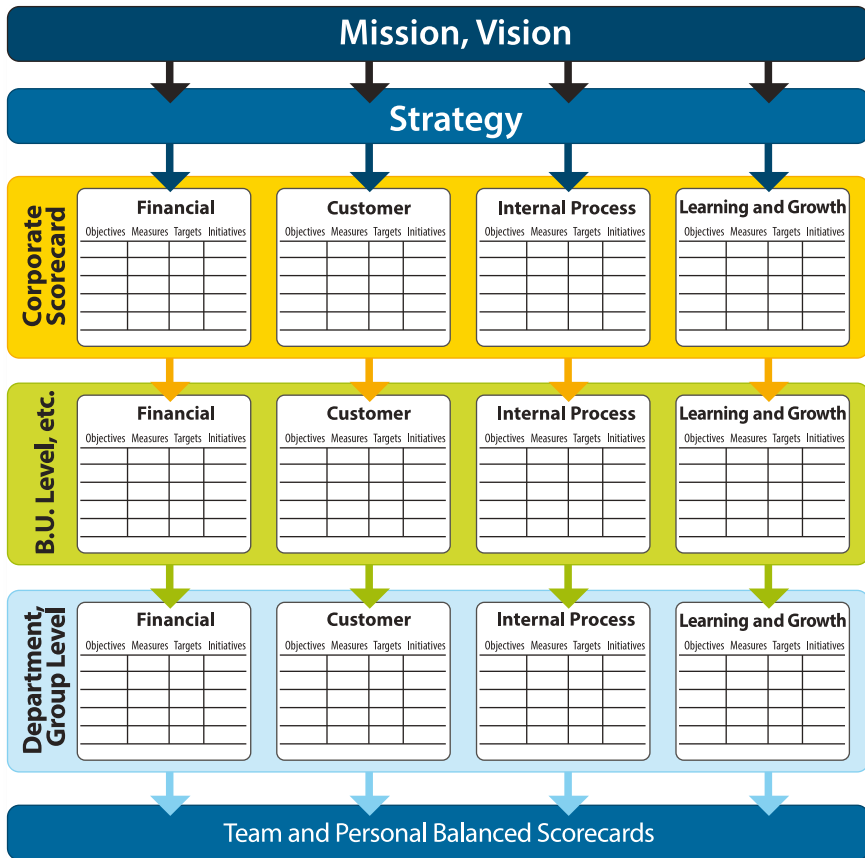 Mission, Vision
Strategy
Corporate
Scorecard
Financial
Objectives Measures Targets Initiatives
Customer
Objectives Measures Targets Initiatives
Internal Process
Objectives Measures Targets Initiatives
Learning and Growth
Objectives Measures Targets Initiatives
B.U. Level, etc.
Financial
Objectives Measures Targets Initiatives
Customer
Objectives Measures Targets Initiatives
Internal Process
Objectives Measures Targets Initiatives
Learning and Growth
Objectives Measures Targets Initiatives
Department,
Group Level
Financial
Objectives Measures Targets Initiatives
Customer
Objectives Measures Targets Initiatives
Internal Process
Objectives Measures Targets Initiatives
Learning and Growth
Objectives Measures Targets Initiatives
Team and Personal Balanced Scorecards